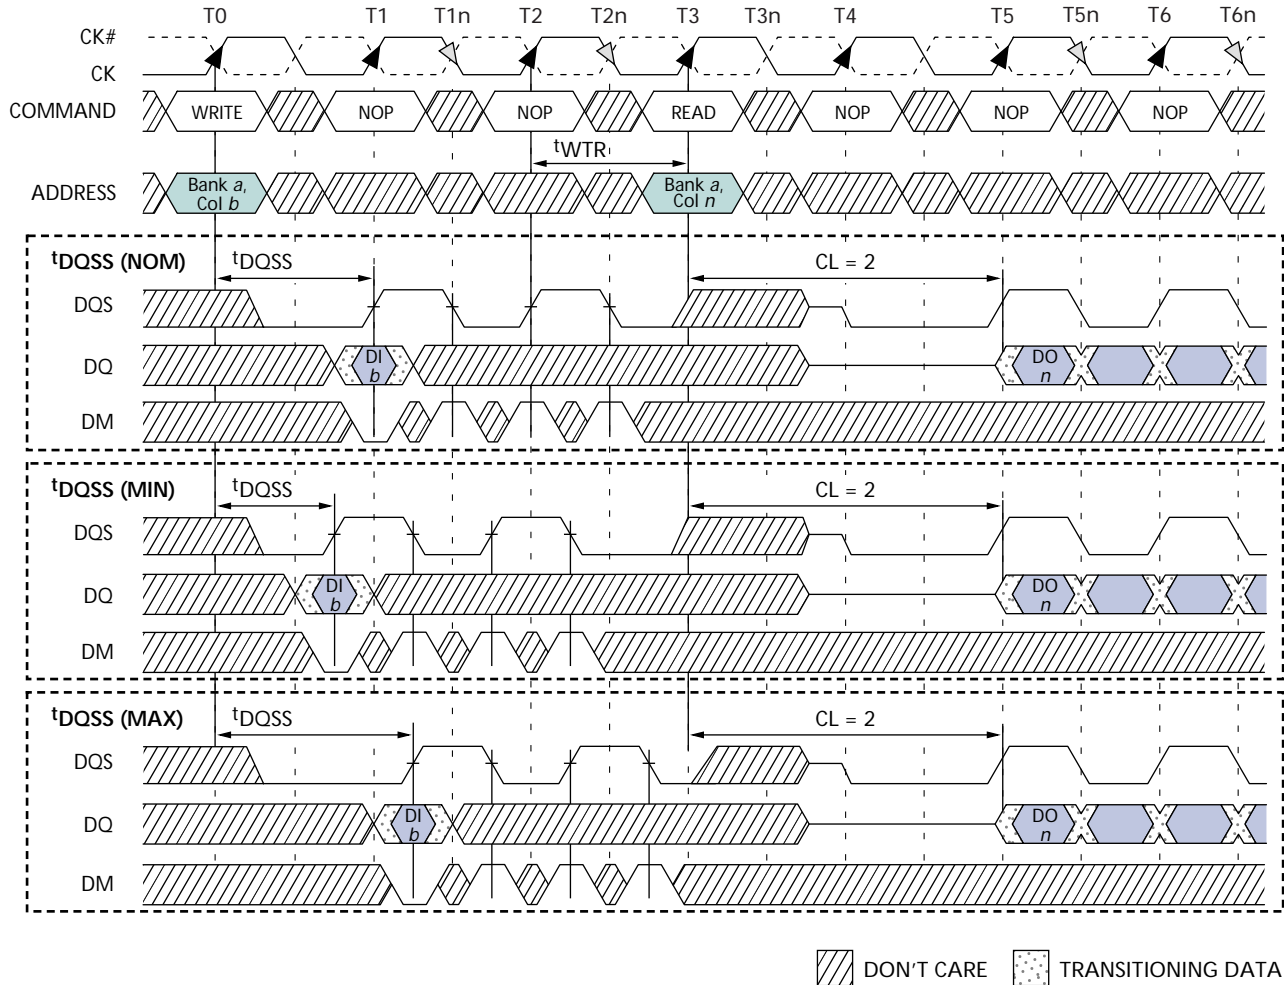 T0 T1 T1n T2 T2n T3 T3n T4 T5 T5n T6 T6n
CK#
CK
COMMAND WRITE NOP NOP READ NOP NOP NOP
tWTR
ADDRESS Bank a, Col b Bank a, Col n
tDQSS (NOM) tDQSS CL = 2
DQS
DQ DI b DO n
DM
tDQSS (MIN) tDQSS CL = 2
DQS
DQ DI b DO n
DM
tDQSS (MAX) tDQSS CL = 2
DQS
DQ DI b DO n
DM
DON'T CARE TRANSITIONING DATA